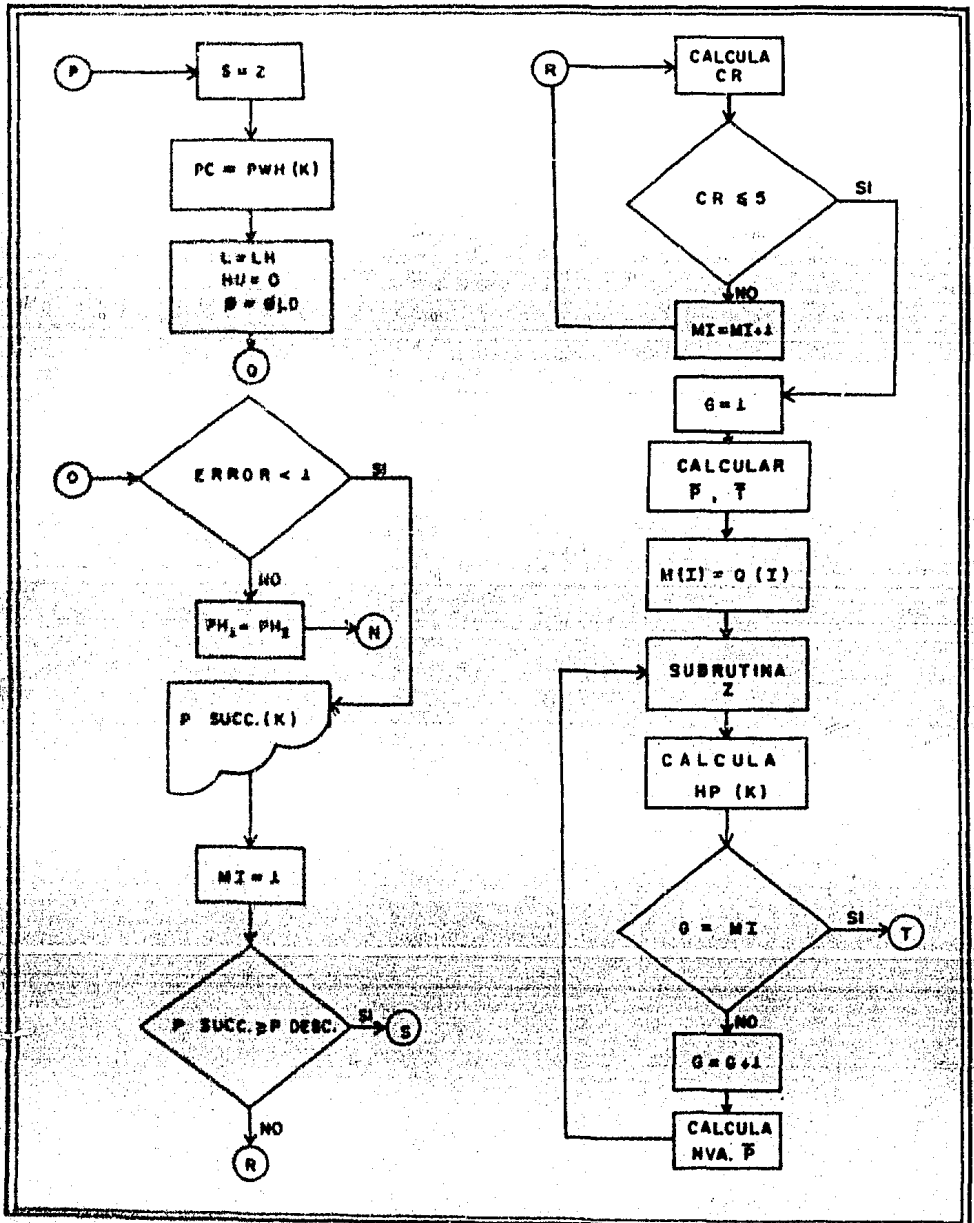 P
S = 2
PC = PWH (K)
L = LH
HU = 0
Ø = ØLD
Q
O
ERROR < 1
SI
NO
PH₁ = PH₂
N
P SUCC. (K)
MI = 1
P SUCC. ≥ P DESC.
SI
S
NO
R
R
CALCULA
CR
CR ≤ 5
SI
NO
MI = MI + 1
G = 1
CALCULAR
P̅ , T̅
M(I) = Q (I)
SUBRUTINA
Z
CALCULA
HP (K)
G = MI
SI
T
NO
G = G + 1
CALCULA
NVA. P̅